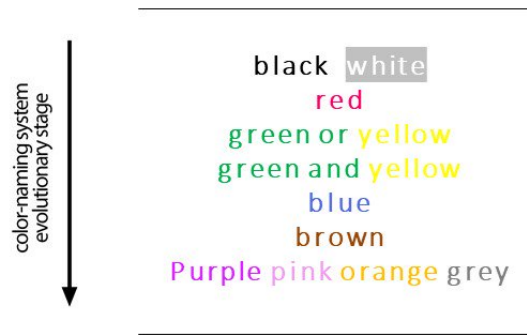 color-naming system
evolutionary stage
black white
red
green or yellow
green and yellow
blue
brown
Purple pink orange grey